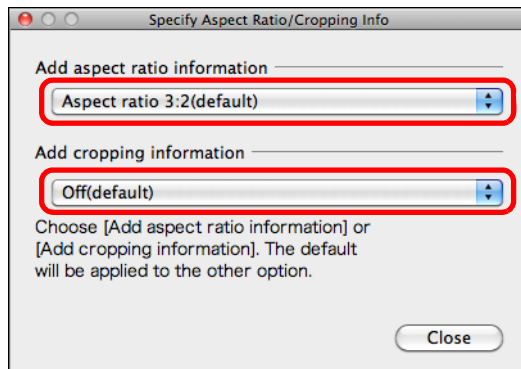 Specify Aspect Ratio/Cropping Info
Add aspect ratio information
Aspect ratio 3:2(default)
Add cropping information
Off(default)
Choose [Add aspect ratio information] or
[Add cropping information]. The default
will be applied to the other option.
Close